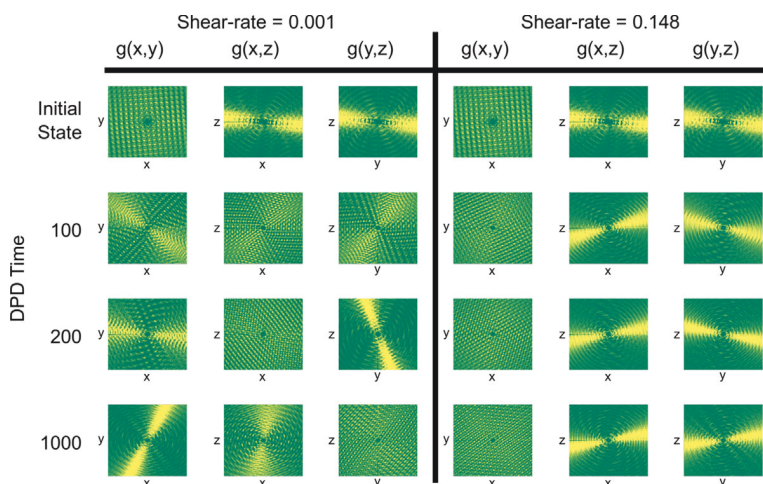 Shear-rate = 0.001 Shear-rate = 0.148
g(x,y) g(x,z) g(y,z) g(x,y) g(x,z) g(y,z)
Initial
State
y z z y z z
x x y x x y
100
y z z y z z
x x y x x y
DPD Time
200
y z z y z z
x x y x x y
1000
y z z y z z
x x y x x y